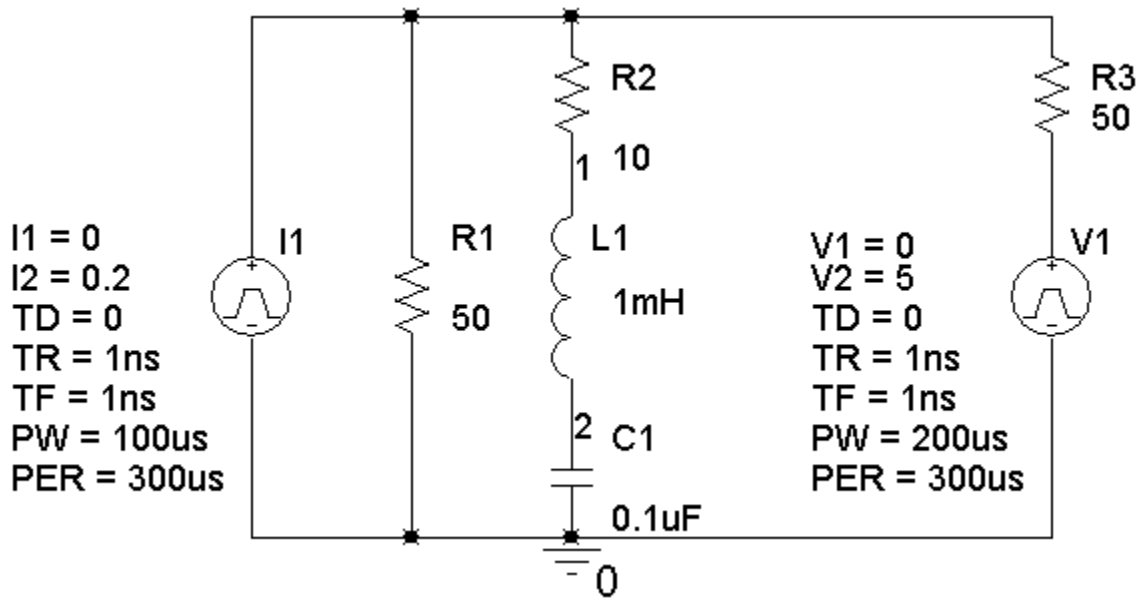 I1 = 0
I2 = 0.2
TD = 0
TR = 1ns
TF = 1ns
PW = 100us
PER = 300us
+
I1
-
R1
50
R2
10
1
L1
1mH
2
C1
0.1uF
0
R3
50
V1 = 0
V2 = 5
TD = 0
TR = 1ns
TF = 1ns
PW = 200us
PER = 300us
+
V1
-